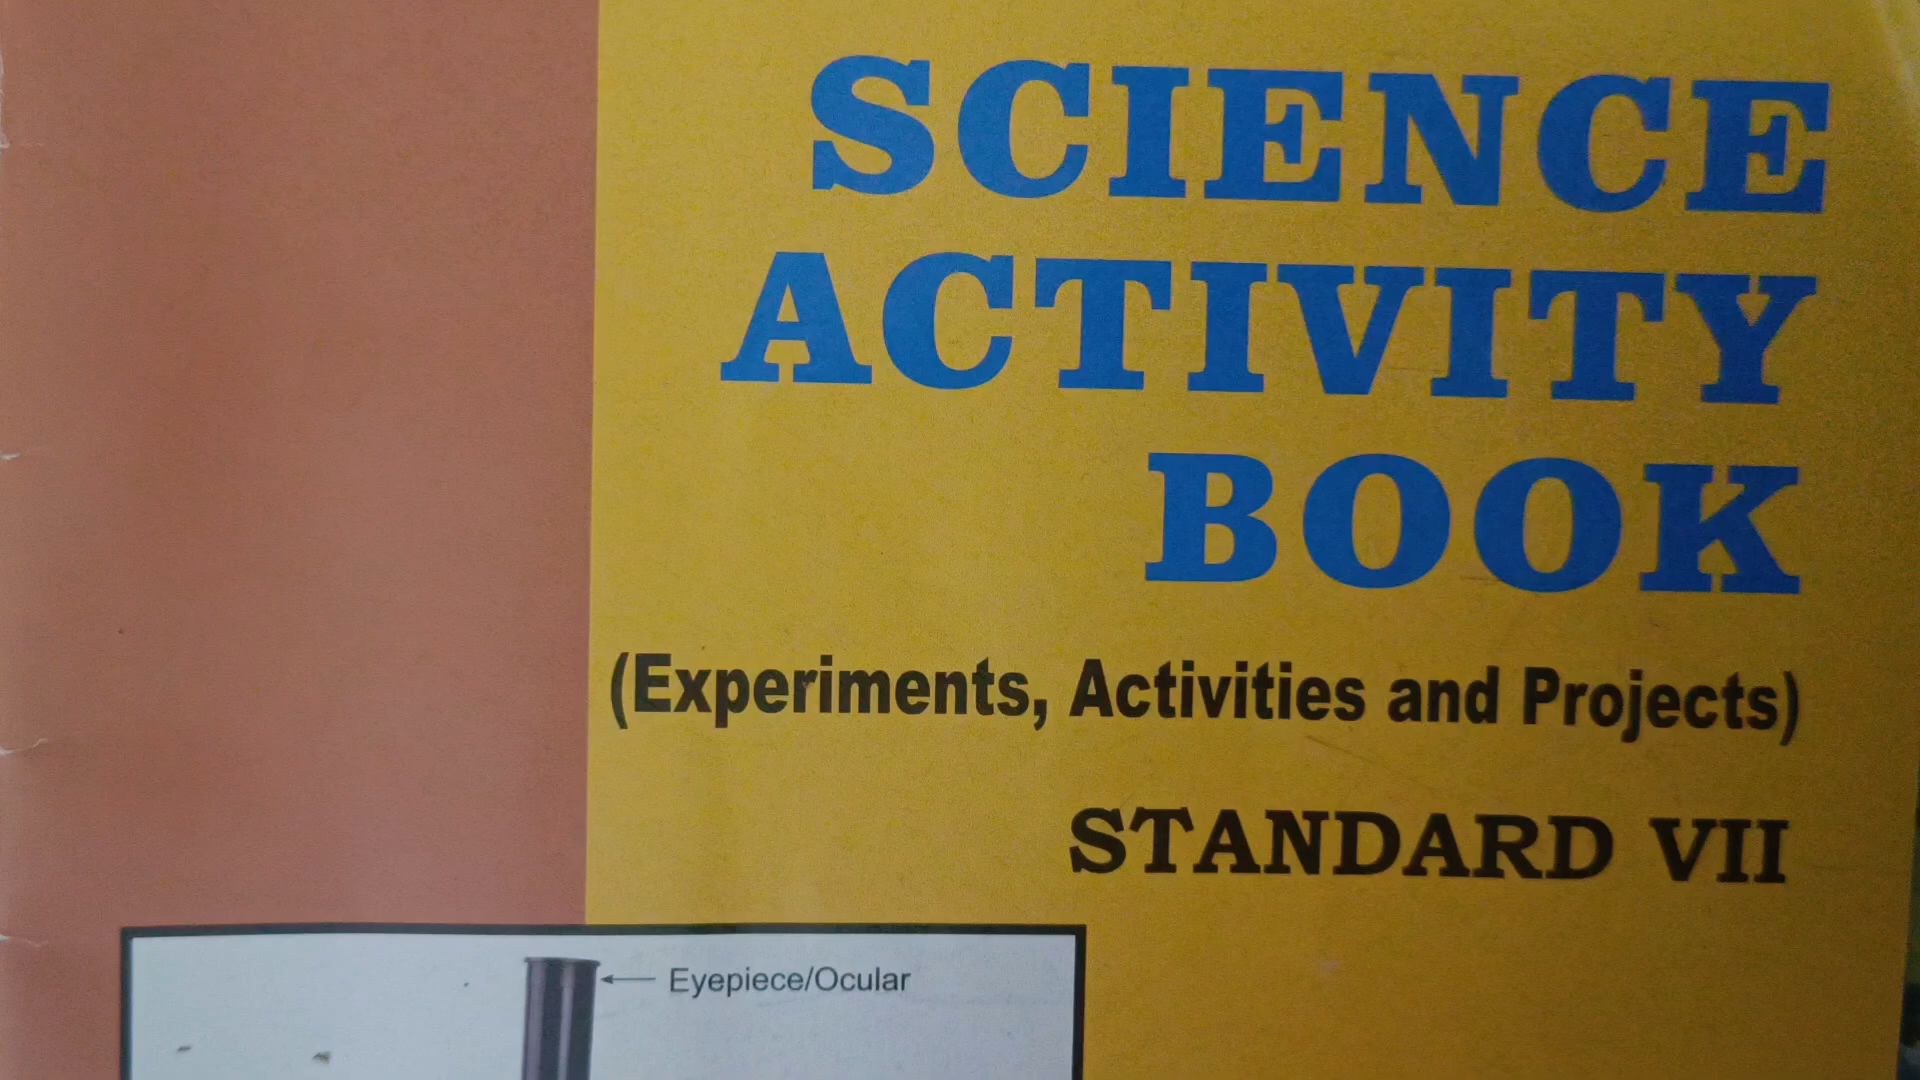 SCIENCE
ACTIVITY
BOOK
(Experiments, Activities and Projects)
STANDARD VII
Eyepiece/Ocular